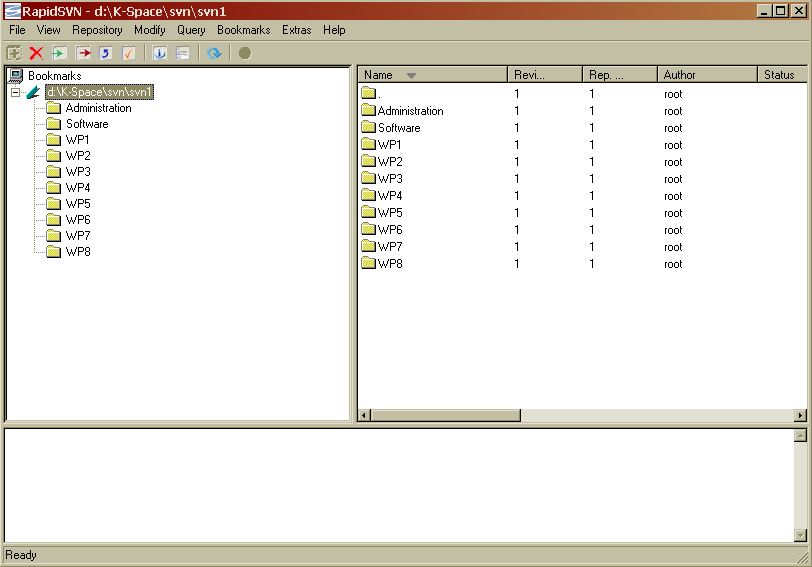 RapidSVN - d:\K-Space\svn\svn1
File View Repository Modify Query Bookmarks Extras Help
Bookmarks
d:\K-Space\svn\svn1
Administration
Software
WP1
WP2
WP3
WP4
WP5
WP6
WP7
WP8
Name Revi... Rep. ... Author Status
. 1 1 root
Administration 1 1 root
Software 1 1 root
WP1 1 1 root
WP2 1 1 root
WP3 1 1 root
WP4 1 1 root
WP5 1 1 root
WP6 1 1 root
WP7 1 1 root
WP8 1 1 root
Ready